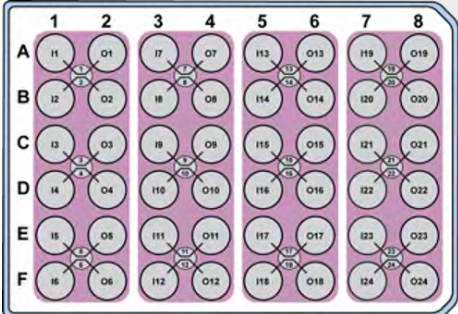 1 2 3 4 5 6 7 8
A I1 O1 I7 O7 I13 O13 I19 O19
1 7 13 19
2 8 14 20
B I2 O2 I8 O8 I14 O14 I20 O20
C I3 O3 I9 O9 I15 O15 I21 O21
3 9 15 21
4 10 16 22
D I4 O4 I10 O10 I16 O16 I22 O22
E I5 O5 I11 O11 I17 O17 I23 O23
5 11 17 23
6 12 18 24
F I6 O6 I12 O12 I18 O18 I24 O24